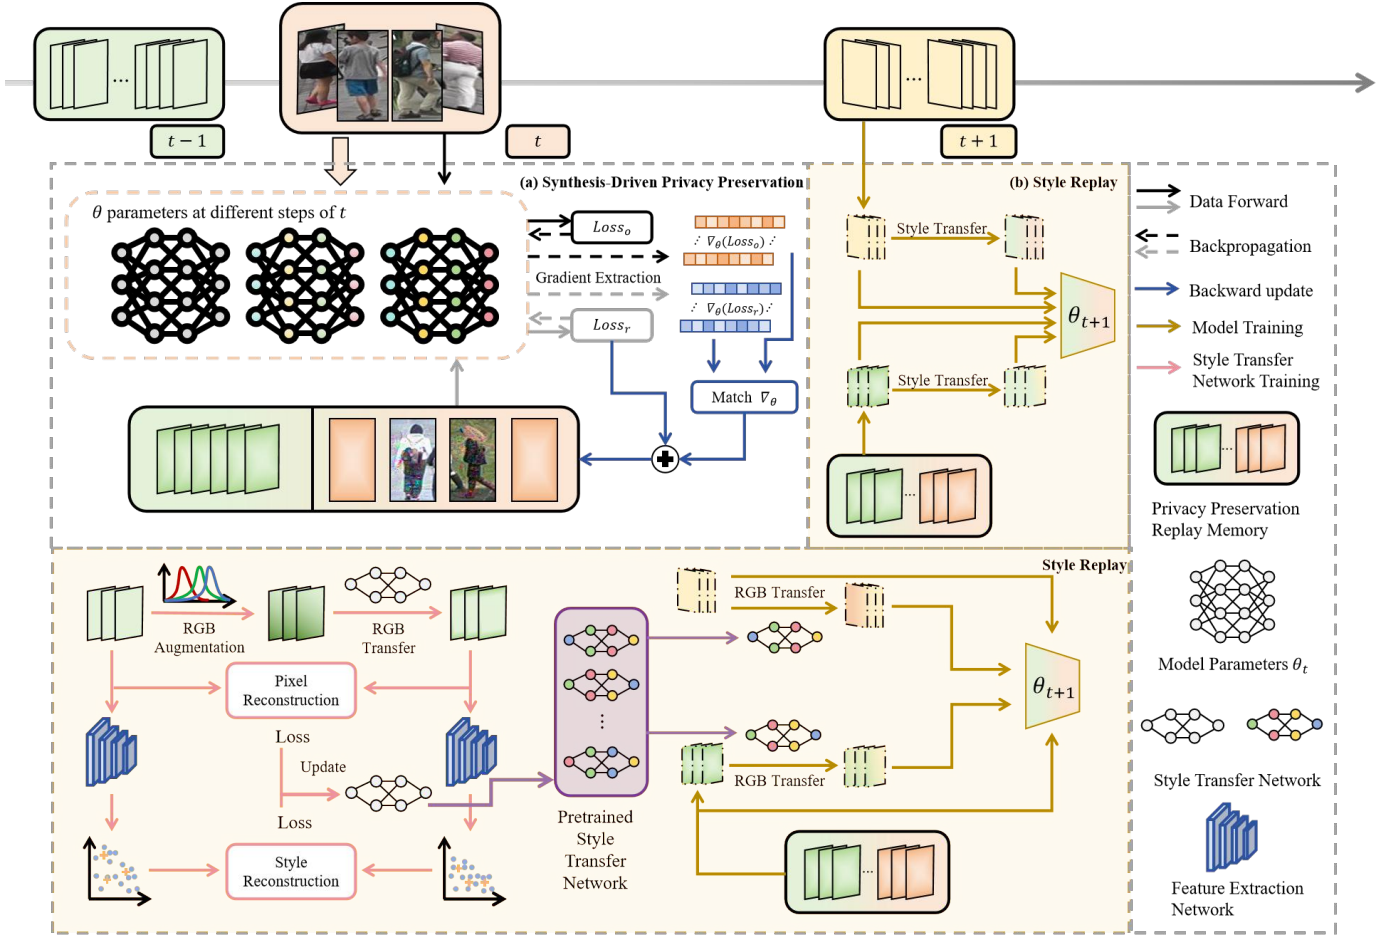 t − 1
t
t + 1
(a) Synthesis-Driven Privacy Preservation
θ parameters at different steps of t
Loss_o
∇_θ(Loss_o)
Gradient Extraction
∇_θ(Loss_r)
Loss_r
Match ∇_θ
(b) Style Replay
Style Transfer
θ_{t+1}
Style Transfer
Data Forward
Backpropagation
Backward update
Model Training
Style Transfer
Network Training
Privacy Preservation
Replay Memory
Model Parameters θ_t
Style Transfer Network
Feature Extraction
Network
Style Replay
RGB
Augmentation
RGB
Transfer
Pixel
Reconstruction
Loss
Update
Loss
Style
Reconstruction
Pretrained
Style
Transfer
Network
RGB Transfer
RGB Transfer
θ_{t+1}